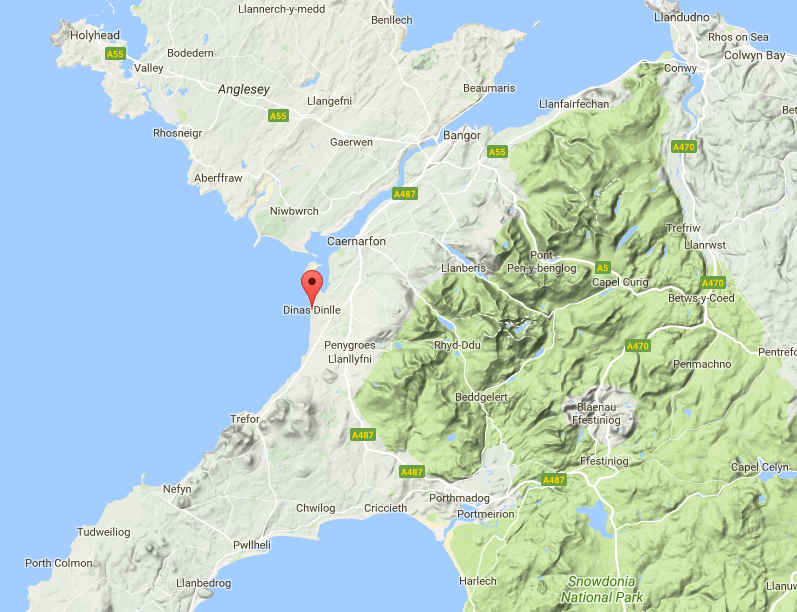 Llannerch-y-medd
Benllech
Llandudno
Holyhead
Rhos on Sea
A55
Bodedern
Colwyn Bay
Valley
Conwy
Anglesey
Beaumaris
Llangefni
Llanfairfechan
A55
Rhosneigr
Gaerwen
Bangor
A55
A470
Aberffraw
A487
Niwbwrch
Trefriw
Caernarfon
Llanrwst
Pont
Pen-y-benglog
Llanberis
A5
Capel Curig
A470
Betws-y-Coed
Dinas Dinlle
Penygroes
Llanllyfni
Rhyd-Ddu
A470
Pentrefo
Penmachno
Beddgelert
Blaenau
Ffestiniog
Trefor
A487
Ffestiniog
A487
Capel Celyn
A487
Nefyn
Porthmadog
Chwilog
Criccieth
Portmeirion
Tudweiliog
Pwllheli
Porth Colmon
Llanbedrog
Harlech
Snowdonia
National Park
Llanuw